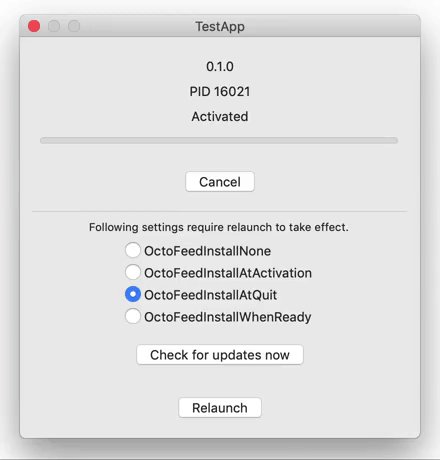 TestApp
0.1.0
PID 16021
Activated
Cancel
Following settings require relaunch to take effect.
OctoFeedInstallNone
OctoFeedInstallAtActivation
OctoFeedInstallAtQuit
OctoFeedInstallWhenReady
Check for updates now
Relaunch